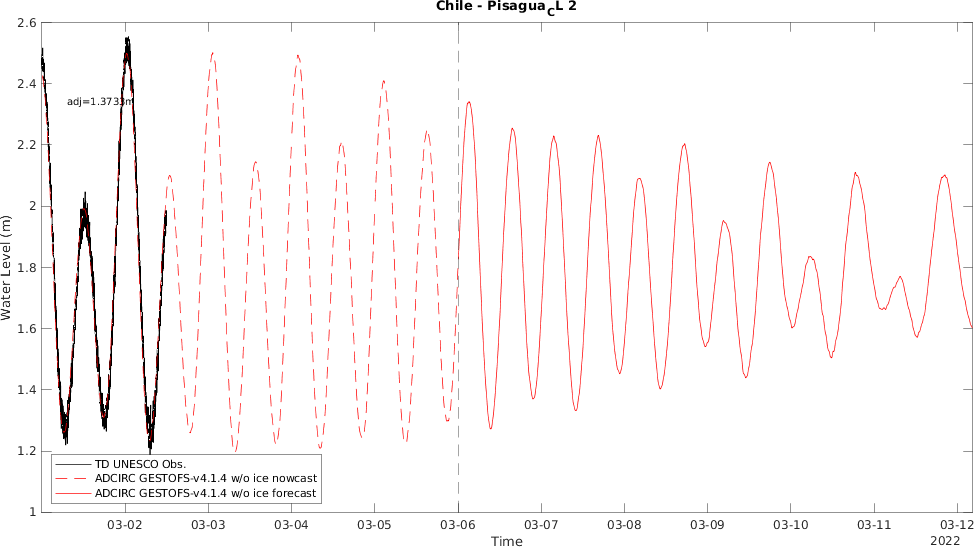 Chile - Pisagua_CL 2
2.6
2.4
2.2
2
1.8
1.6
1.4
1.2
1
Water Level (m)
adj=1.3733m
TD UNESCO Obs.
ADCIRC GESTOFS-v4.1.4 w/o ice nowcast
ADCIRC GESTOFS-v4.1.4 w/o ice forecast
03-02 03-03 03-04 03-05 03-06 03-07 03-08 03-09 03-10 03-11 03-12
Time
2022